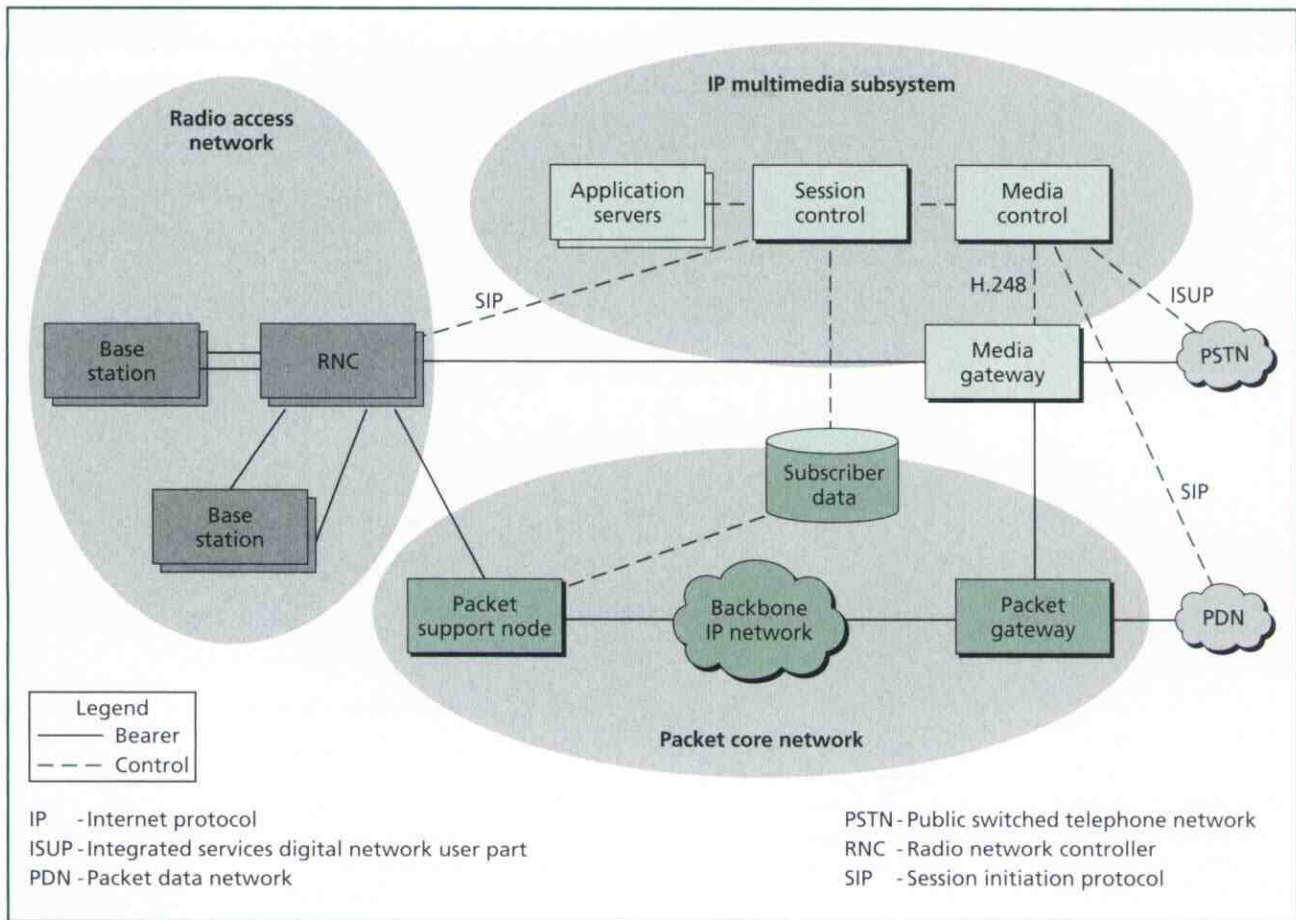 IP multimedia subsystem
Radio access
network
Application
servers
Session
control
Media
control
SIP
H.248
ISUP
Base
station
RNC
Media
gateway
PSTN
Subscriber
data
SIP
Base
station
Packet
support node
Backbone
IP network
Packet
gateway
PDN
Packet core network
Legend
Bearer
Control
IP - Internet protocol
ISUP - Integrated services digital network user part
PDN - Packet data network
PSTN - Public switched telephone network
RNC - Radio network controller
SIP - Session initiation protocol